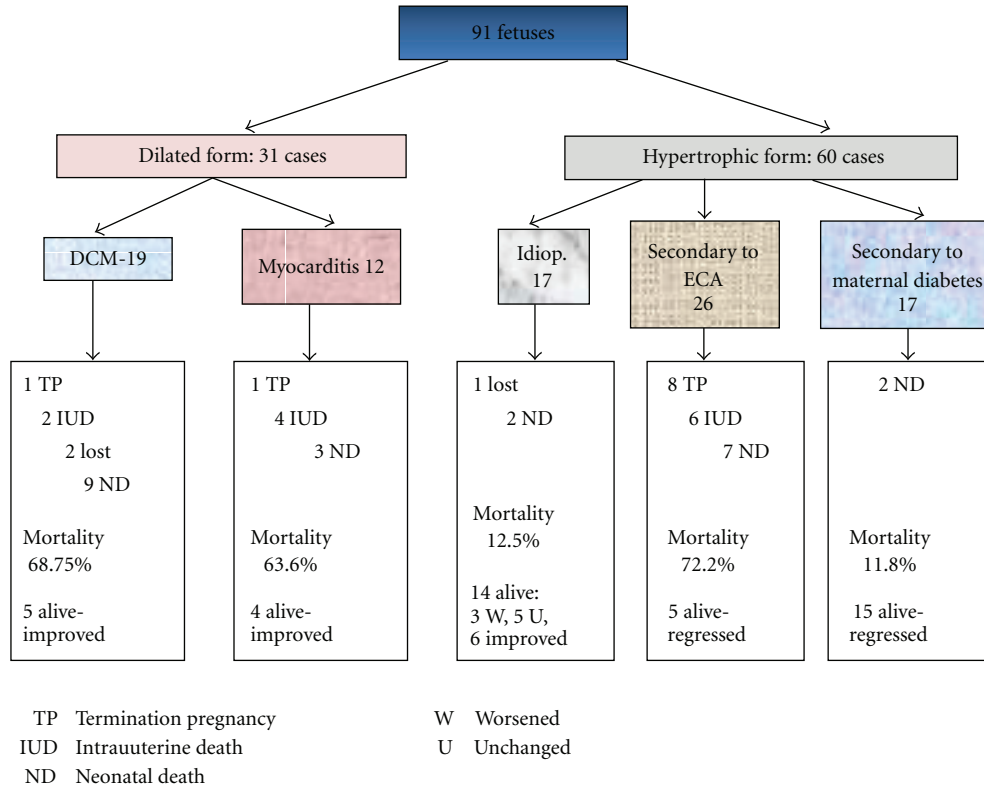 91 fetuses
Dilated form: 31 cases
Hypertrophic form: 60 cases
DCM-19
Myocarditis 12
Idiop.
17
Secondary to
ECA
26
Secondary to
maternal diabetes
17
1 TP
2 IUD
2 lost
9 ND
Mortality
68.75%
5 alive-
improved
1 TP
4 IUD
3 ND
Mortality
63.6%
4 alive-
improved
1 lost
2 ND
Mortality
12.5%
14 alive:
3 W, 5 U,
6 improved
8 TP
6 IUD
7 ND
Mortality
72.2%
5 alive-
regressed
2 ND
Mortality
11.8%
15 alive-
regressed
TP Termination pregnancy
IUD Intrauuterine death
ND Neonatal death
W Worsened
U Unchanged